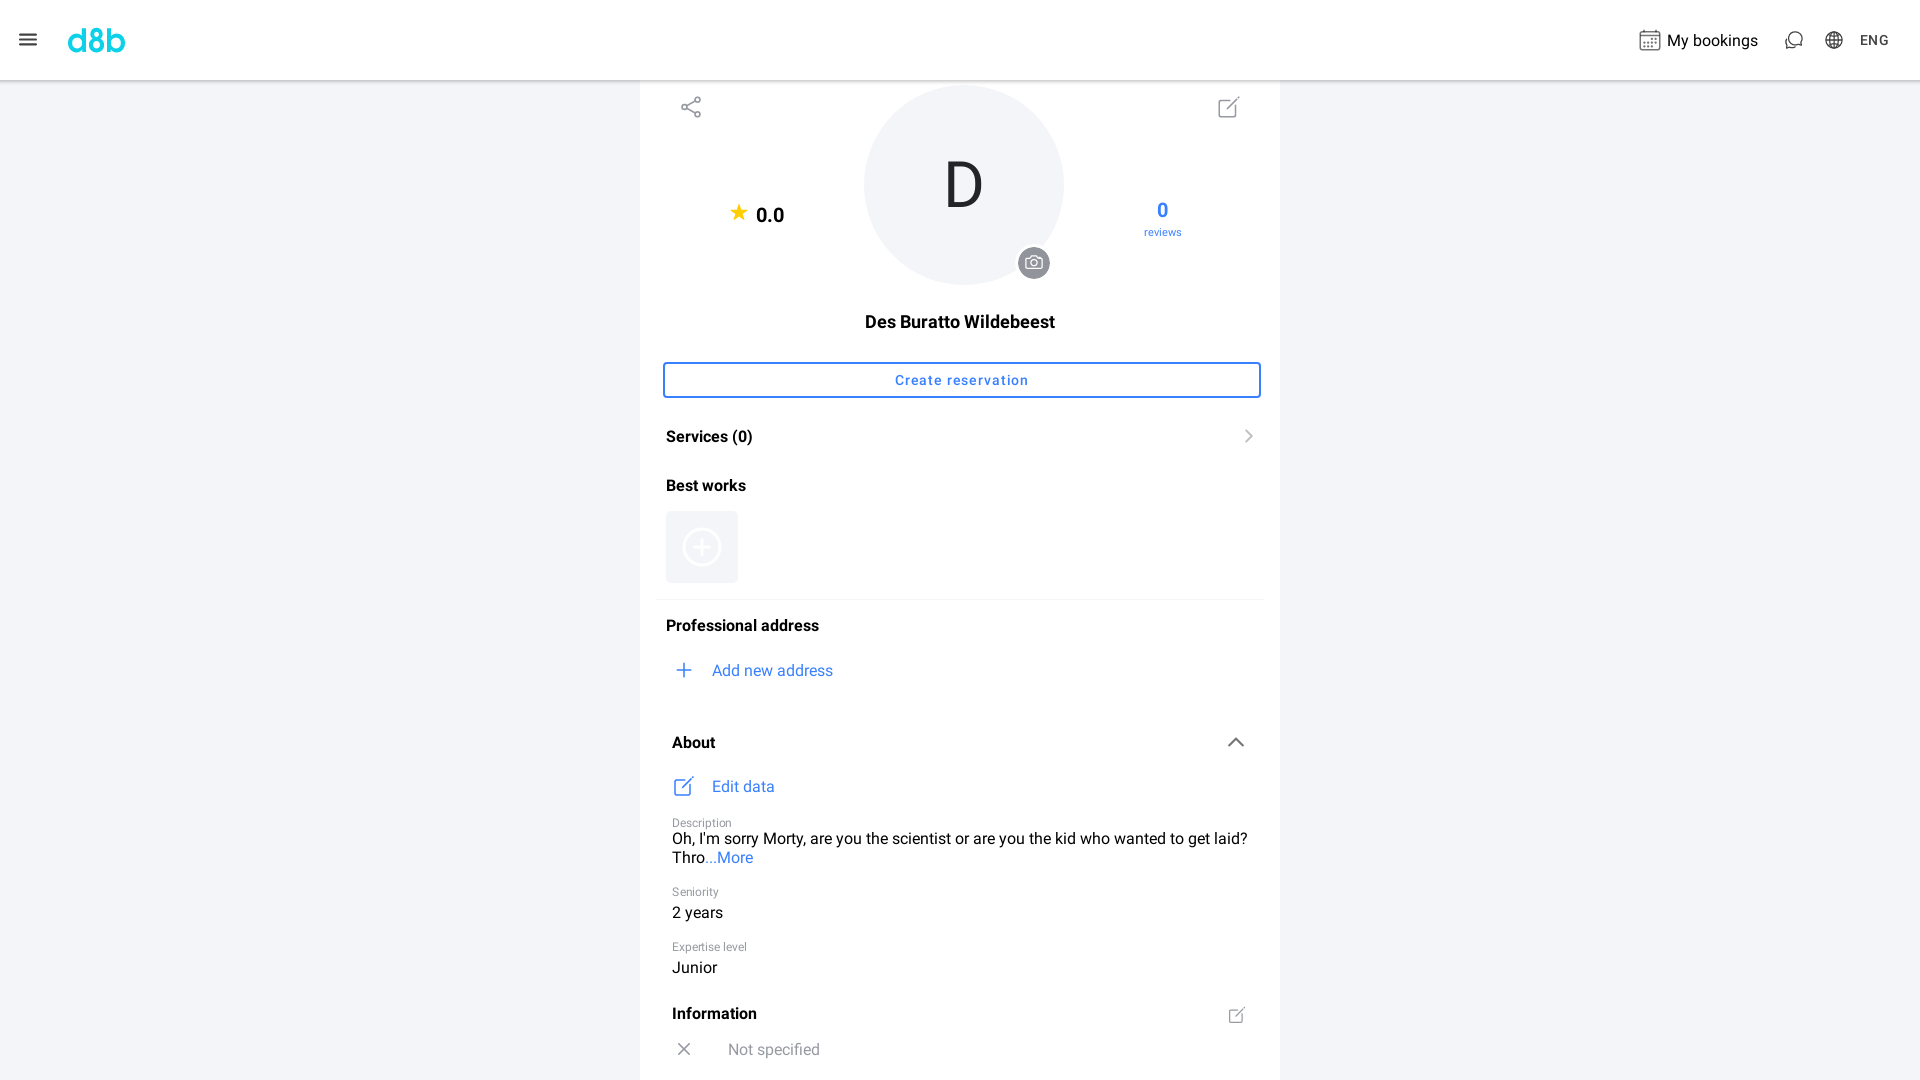 d8b
My bookings
ENG
D
0.0
0
reviews
Des Buratto Wildebeest
Create reservation
Services (0)
Best works
Professional address
Add new address
About
Edit data
Description
Oh, I'm sorry Morty, are you the scientist or are you the kid who wanted to get laid?
Thro...More
Seniority
2 years
Expertise level
Junior
Information
Not specified